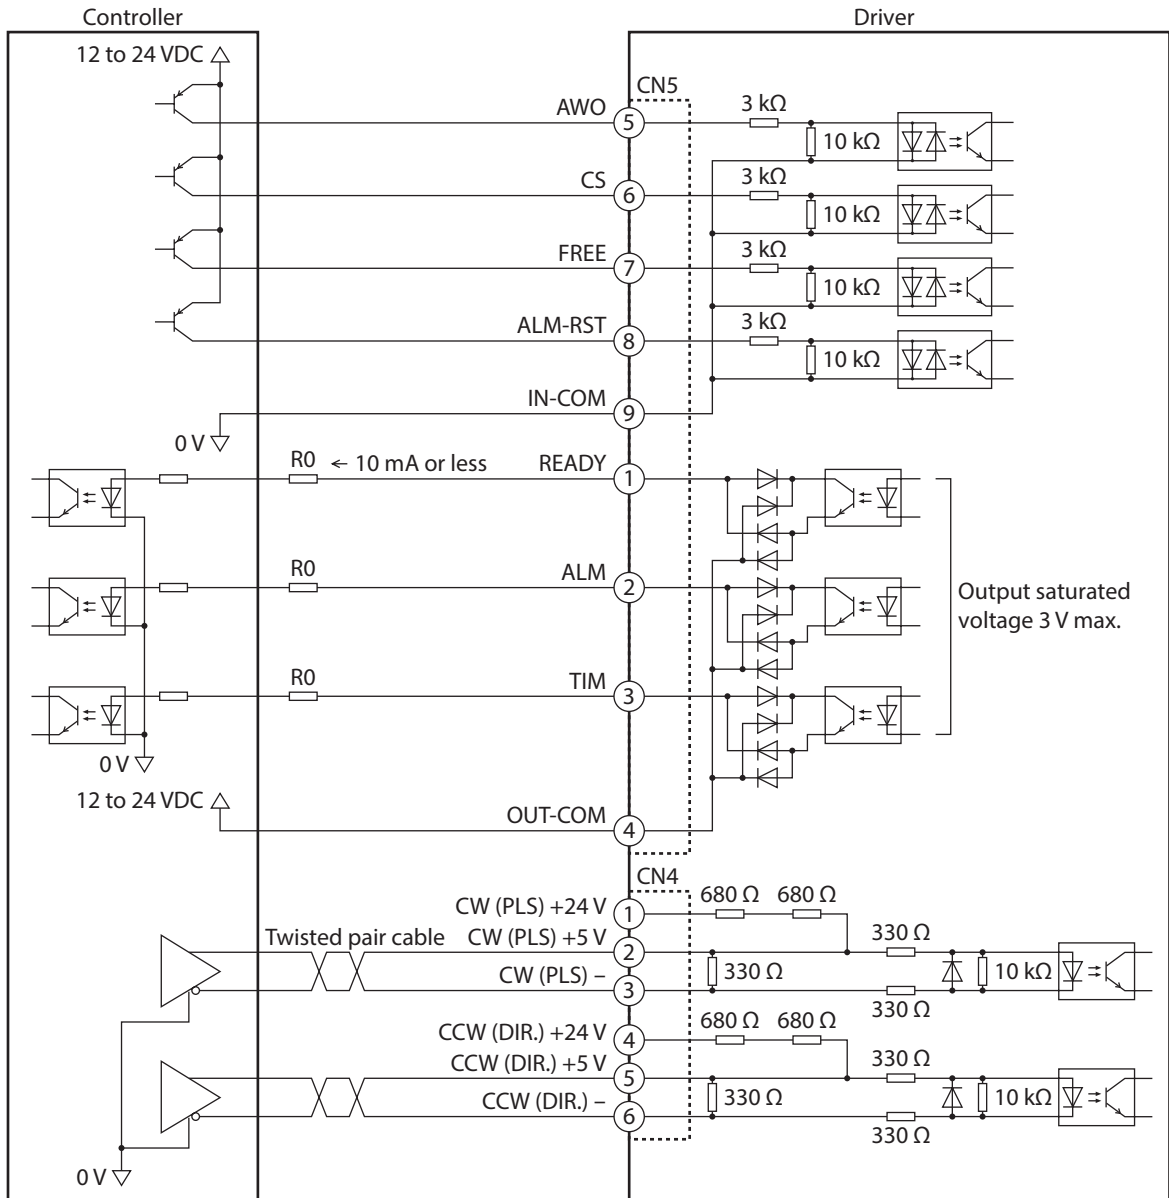 Controller
Driver
12 to 24 VDC
CN5
AWO
5
3 kΩ
10 kΩ
CS
6
3 kΩ
10 kΩ
FREE
7
3 kΩ
10 kΩ
ALM-RST
8
3 kΩ
10 kΩ
IN-COM
9
0 V
R0
← 10 mA or less
READY
1
R0
ALM
2
Output saturated
voltage 3 V max.
R0
TIM
3
0 V
12 to 24 VDC
OUT-COM
4
CN4
CW (PLS) +24 V
1
680 Ω
680 Ω
Twisted pair cable
CW (PLS) +5 V
2
330 Ω
CW (PLS) –
3
330 Ω
10 kΩ
330 Ω
CCW (DIR.) +24 V
4
680 Ω
680 Ω
CCW (DIR.) +5 V
5
330 Ω
CCW (DIR.) –
6
330 Ω
10 kΩ
330 Ω
0 V